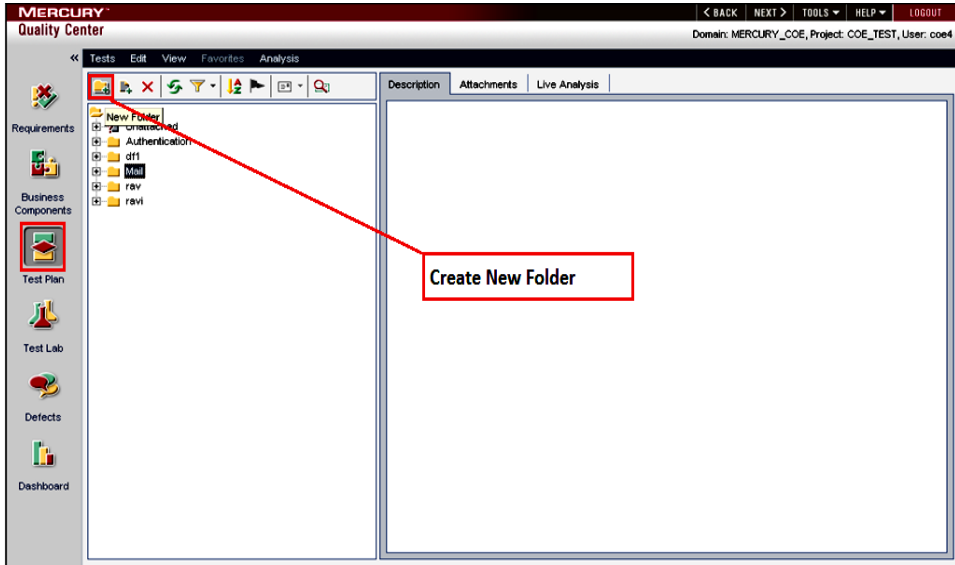 MERCURY
< BACK NEXT > TOOLS HELP LOGOUT
Quality Center
Domain: MERCURY_COE, Project: COE_TEST, User: coe4
« Tests Edit View Favorites Analysis
Description Attachments Live Analysis
New Folder
Unattached
Authentication
df1
Mail
rav
ravi
Requirements
Business
Components
Test Plan
Test Lab
Defects
Dashboard
Create New Folder